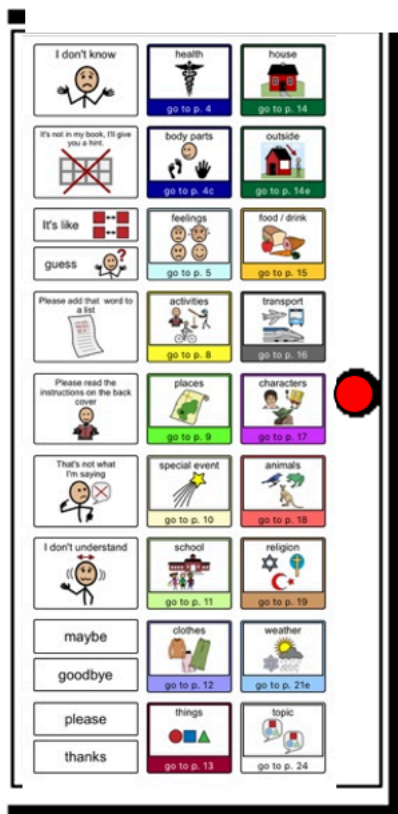 I don't know
health
go to p. 4
house
go to p. 14
It's not in my book, I'll give
you a hint.
body parts
go to p. 4c
outside
go to p. 14e
It's like
guess
feelings
go to p. 5
food / drink
go to p. 15
Please add that word to
a list
activities
go to p. 8
transport
go to p. 16
Please read the
instructions on the back
cover
places
go to p. 9
characters
go to p. 17
That's not what
I'm saying
special event
go to p. 10
animals
go to p. 18
I don't understand
school
go to p. 11
religion
go to p. 19
maybe
goodbye
clothes
go to p. 12
weather
go to p. 21e
please
thanks
things
go to p. 13
topic
go to p. 24